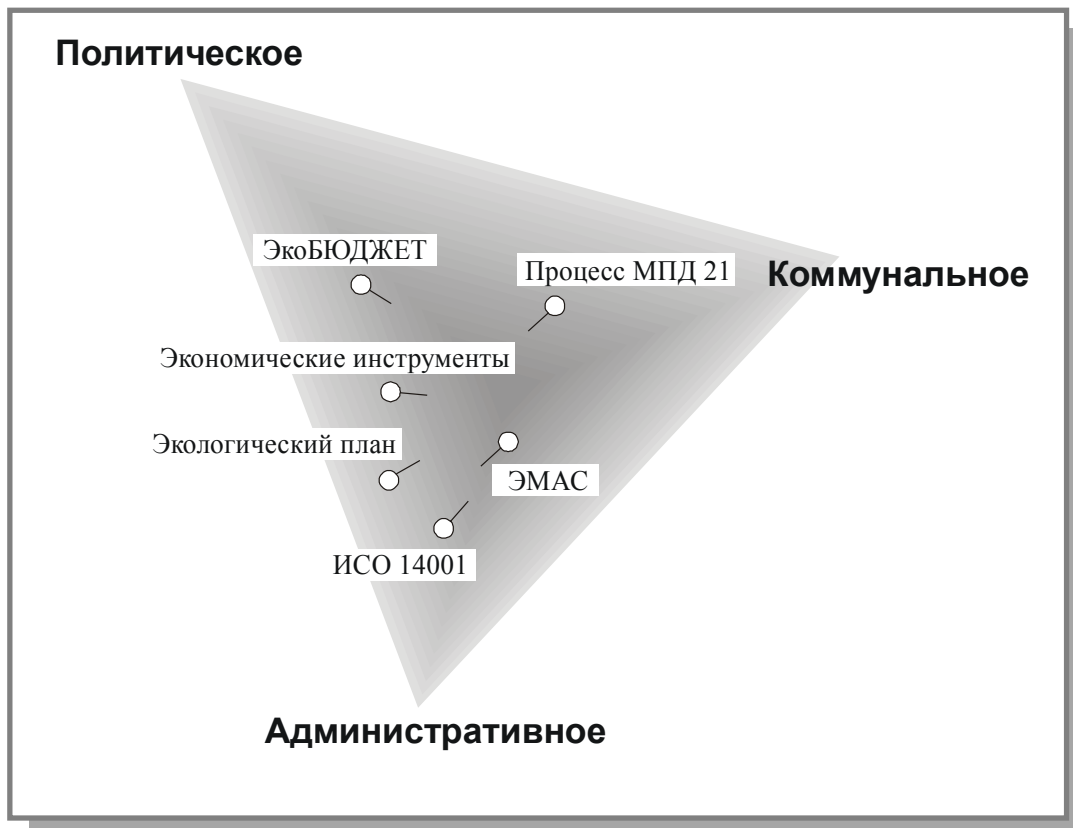 Политическое
ЭкоБЮДЖЕТ
Процесс МПД 21
Коммунальное
Экономические инструменты
Экологический план
ЭМАС
ИСО 14001
Административное